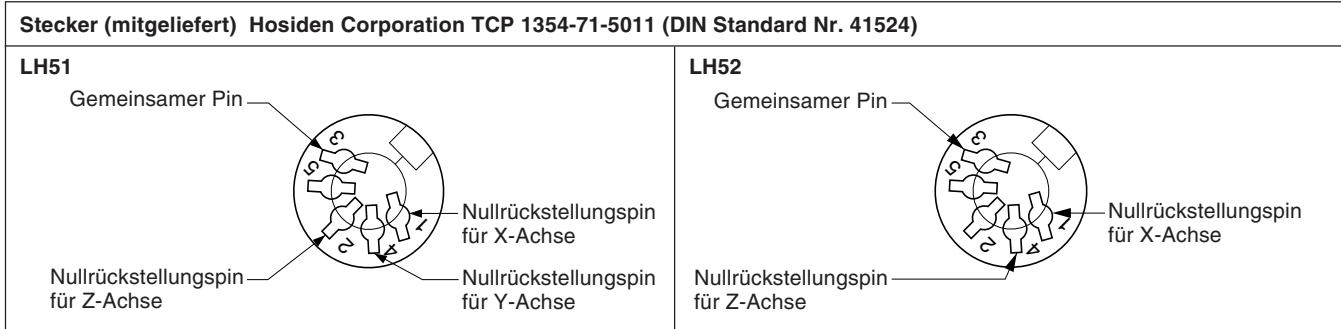 Stecker (mitgeliefert) Hosiden Corporation TCP 1354-71-5011 (DIN Standard Nr. 41524)
LH51
Gemeinsamer Pin
3
5
2
4
1
Nullrückstellungspin
für X-Achse
Nullrückstellungspin
für Z-Achse
Nullrückstellungspin
für Y-Achse
LH52
Gemeinsamer Pin
3
5
2
4
1
Nullrückstellungspin
für X-Achse
Nullrückstellungspin
für Z-Achse